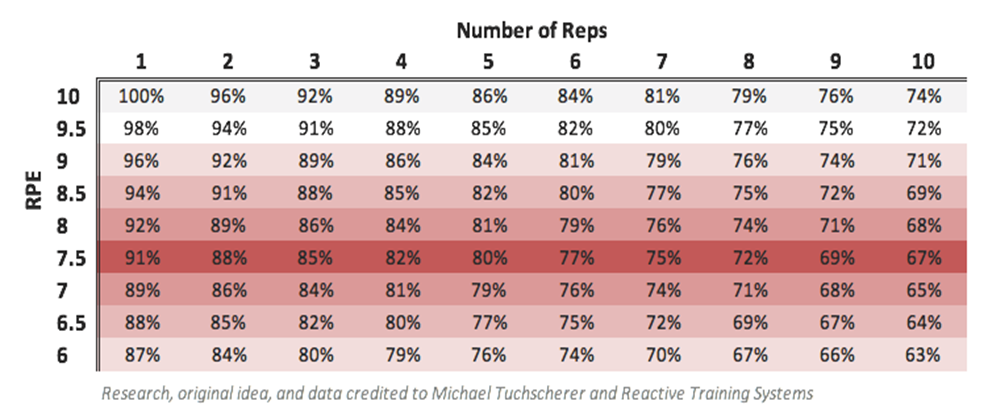 Number of Reps
1 2 3 4 5 6 7 8 9 10
10 100% 96% 92% 89% 86% 84% 81% 79% 76% 74%
9.5 98% 94% 91% 88% 85% 82% 80% 77% 75% 72%
9 96% 92% 89% 86% 84% 81% 79% 76% 74% 71%
RPE
8.5 94% 91% 88% 85% 82% 80% 77% 75% 72% 69%
8 92% 89% 86% 84% 81% 79% 76% 74% 71% 68%
7.5 91% 88% 85% 82% 80% 77% 75% 72% 69% 67%
7 89% 86% 84% 81% 79% 76% 74% 71% 68% 65%
6.5 88% 85% 82% 80% 77% 75% 72% 69% 67% 64%
6 87% 84% 80% 79% 76% 74% 70% 67% 66% 63%
Research, original idea, and data credited to Michael Tuchscherer and Reactive Training Systems